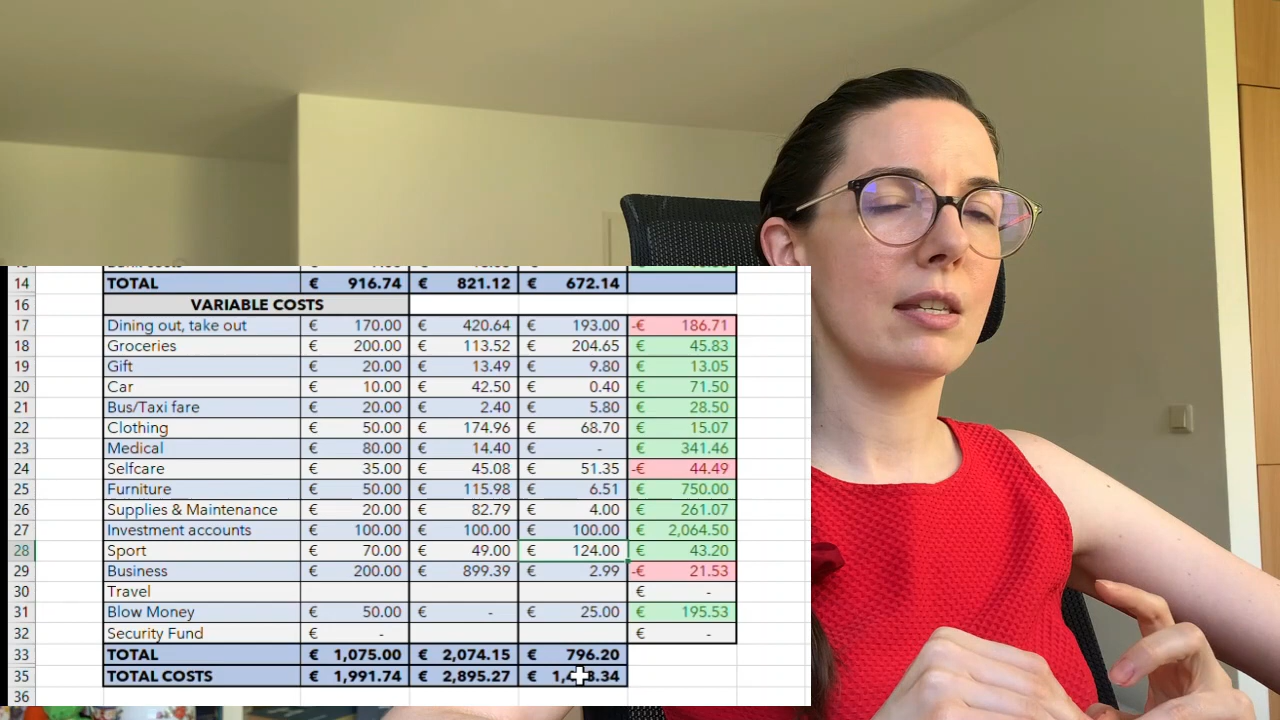 14 TOTAL € 916.74 € 821.12 € 672.14
16 VARIABLE COSTS
17 Dining out, take out € 170.00 € 420.64 € 193.00 -€ 186.71
18 Groceries € 200.00 € 113.52 € 204.65 € 45.83
19 Gift € 20.00 € 13.49 € 9.80 € 13.05
20 Car € 10.00 € 42.50 € 0.40 € 71.50
21 Bus/Taxi fare € 20.00 € 2.40 € 5.80 € 28.50
22 Clothing € 50.00 € 174.96 € 68.70 € 15.07
23 Medical € 80.00 € 14.40 € - € 341.46
24 Selfcare € 35.00 € 45.08 € 51.35 -€ 44.49
25 Furniture € 50.00 € 115.98 € 6.51 € 750.00
26 Supplies & Maintenance € 20.00 € 82.79 € 4.00 € 261.07
27 Investment accounts € 100.00 € 100.00 € 100.00 € 2,064.50
28 Sport € 70.00 € 49.00 € 124.00 € 43.20
29 Business € 200.00 € 899.39 € 2.99 -€ 21.53
30 Travel € -
31 Blow Money € 50.00 € - € 25.00 € 195.53
32 Security Fund € - € -
33 TOTAL € 1,075.00 € 2,074.15 € 796.20
35 TOTAL COSTS € 1,991.74 € 2,895.27 €
36